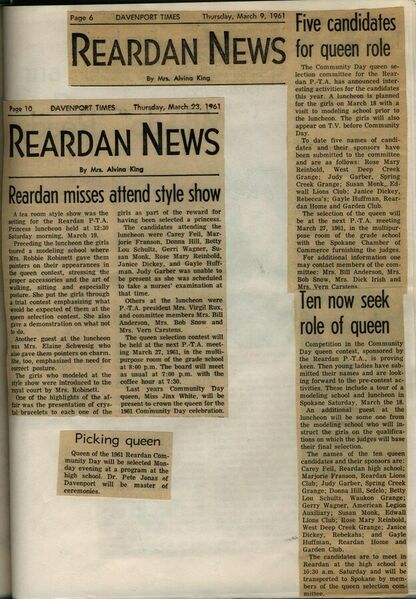 Page 6 DAVENPORT TIMES Thursday, March 9, 1961
REARDAN NEWS
By Mrs. Alvina King
Page 10 DAVENPORT TIMES Thursday, March 23, 1961
REARDAN NEWS
By Mrs. Alvina King
Reardan misses attend style show
A tea room style show was the
setting for the Reardan P-TA
Princess luncheon held at 12:30
Saturday morning, March 19.
Preceding the luncheon the girls
toured a modeling school where
Mrs. Robbie Robinett gave them
pointers on their appearances in
the queen contest, stressing the
proper accessories and the art of
walking, sitting and especially
posture. She put the girls through
a trial contest emphasizing what
would be expected of them at the
queen selection contest. She also
gave a demonstration on what not
to do.
Another guest at the luncheon
was Mrs. Elaine Schwesig who
also gave them pointers on charm.
She, too, emphasized the need for
correct posture.
The girls who modeled at the
style show were introduced to the
royal court by Mrs. Robinett.
One of the highlights of the af-
fair was the presentation of cry-
tal bracelets to each one of the
girls as part of the reward for
having been selected a princess.
The candidates attending the
luncheon were Carey Feil, Mar-
jorie Franson, Donna Hill, Betty
Lou Schultz, Gerri Wagner, Su-
san Monk, Rose Mary Reinbold,
Janice Dickey, and Gayle Huff-
man. Judy Garber was unable to
be present as she was scheduled
to take a nurses' examination at
that time.
Others at the luncheon were
P-TA. president Mrs. Virgil Rux,
and committee members Mrs. Bill
Anderson, Mrs. Bob Snow and
Mrs. Vern Carstens.
The queen selection contest will
be held at the next P-TA. meet-
ing March 27, 1961, in the multi-
purpose room of the grade school
at 8:00 p.m. The board will meet
as usual at 7:00 p.m. with the
coffee hour at 7:30.
Last years Community Day
queen, Miss Jinx White, will be
present to crown the queen for the
1961 Community Day celebration.
Picking queen
Queen of the 1961 Reardan Com-
munity Day will be selected Mon-
day evening at a program at the
high school. Dr. Pete Jonas of
Davenport will be master of
ceremonies.
Five candidates
for queen role
The Community Day queen se-
lection committee for the Rear-
dan P.-T.A. has announced inter-
esting activities for the candidates
this year. A luncheon is planned
for the girls on March 18 with a
visit to modeling school prior to
the luncheon. The girls will also
appear on T.V. before Community
Day.
To date five names of candi-
didates and their sponsors have
been submitted to the committee
and are as follows: Rose Mary
Reinbold, West Deep Creek
Grange; Judy Garber, Spring
Creek Grange; Susan Monk, Ed-
wall Lions Club; Janice Dickey,
Rebecca's; Gayle Huffman, Rear-
dan Home and Garden Club.
The selection of the queen will
be at the next P.-T.A. meeting
March 27, 1961, in the multipur-
pose room of the grade school
with the Spokane Chamber of
Commerce furnishing the judges.
For additional information one
may contact members of the com-
mittee: Mrs. Bill Anderson, Mrs.
Bob Snow, Mrs. Dick Irish and
Mrs. Vern Carstens.
Ten now seek
role of queen
Competition in the Community
Day queen contest, sponsored by
the Reardan P.-T.A., is proving
keen. Then young ladies have sub-
mitted their names and are look-
ing forward to the pre-contest act-
ivities. These include a tour of a
modeling school and luncheon in
Spokane Saturday, March the 18.
An additional guest at the
luncheon will be some one from
the modeling school who will in-
struct the girls on the qualifica-
tions on which the judges will base
their final selection.
The names of the ten queen
candidates and their sponsors are:
Carey Feil, Reardan high school;
Marjorie Franson, Reardan Lions
Club; Judy Garber, Spring Creek
Grange; Donna Hill, Sefelo; Betty
Lou Schultz, Waukon Grange;
Gerry Wagner, American Legion
Auxiliary; Susan Monk, Edwall
Lions Club; Rose Mary Reinbold,
West Deep Creek Grange; Janice
Dickey, Rebekahs; and Gayle
Huffman, Reardan Home and
Garden Club.
The candidates are to meet in
Reardan at the high school at
10:30 a.m. Saturday and will be
transported to Spokane by mem-
bers of the queen selection com-
mittee.